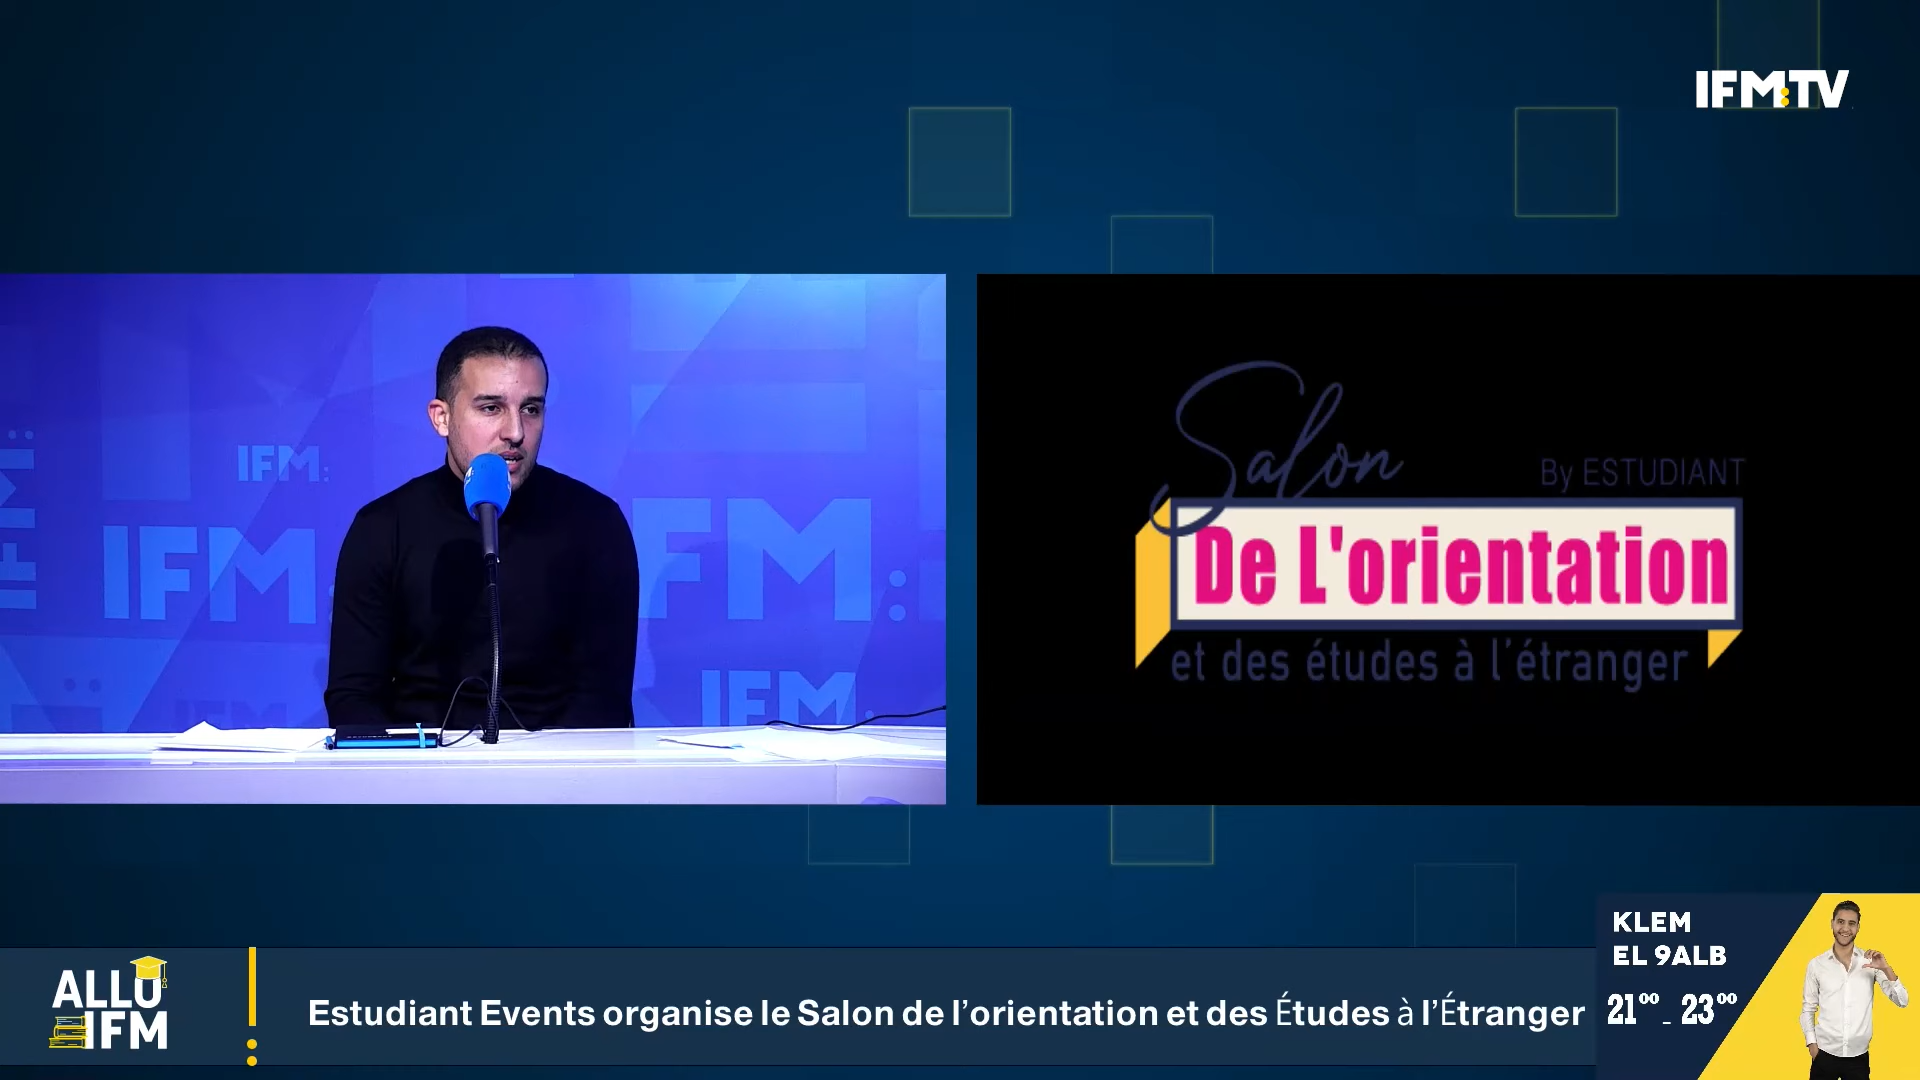 IFM:TV
IFM:
IFM:
IFM:
IFM:
IFM:
Salon
By ESTUDIANT
De L'orientation
et des études à l'étranger
ALLO
IFM
Estudiant Events organise le Salon de l'orientation et des Études à l'Étranger
KLEM
EL 9ALB
21⁰⁰ - 23⁰⁰